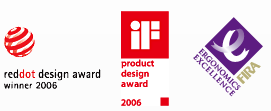 reddot design award
winner 2006
iF
product
design
award
2006
ERGONOMICS
EXCELLENCE
FIRA